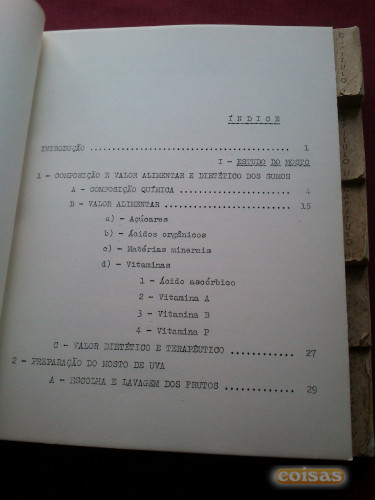 ÍNDICE
INTRODUÇÃO ........................................ 1
I - ESTUDO DO MOSTO
1 - COMPOSIÇÃO E VALOR ALIMENTAR E DIETÉTICO DOS SUMOS
A - COMPOSIÇÃO QUÍMICA ........................... 4
B - VALOR ALIMENTAR .............................. 15
a) - Açúcares
b) - Ácidos orgânicos
c) - Matérias minerais
d) - Vitaminas
1 - Ácido ascórbico
2 - Vitamina A
3 - Vitamina B
4 - Vitamina P
C - VALOR DIETÉTICO E TERAPÊUTICO ............ 27
2 - PREPARAÇÃO DO MOSTO DE UVA
A - ESCOLHA E LAVAGEM DOS FRUTOS ............. 29
coisas